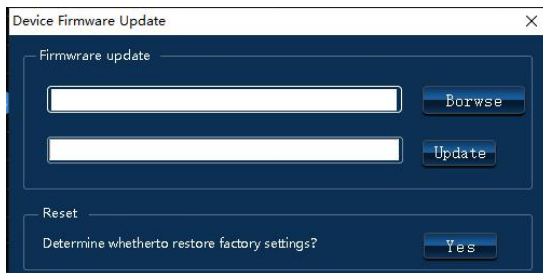 Device Firmware Update
Firmwrare update
Borwse
Update
Reset
Determine whetherto restore factory settings?
Yes